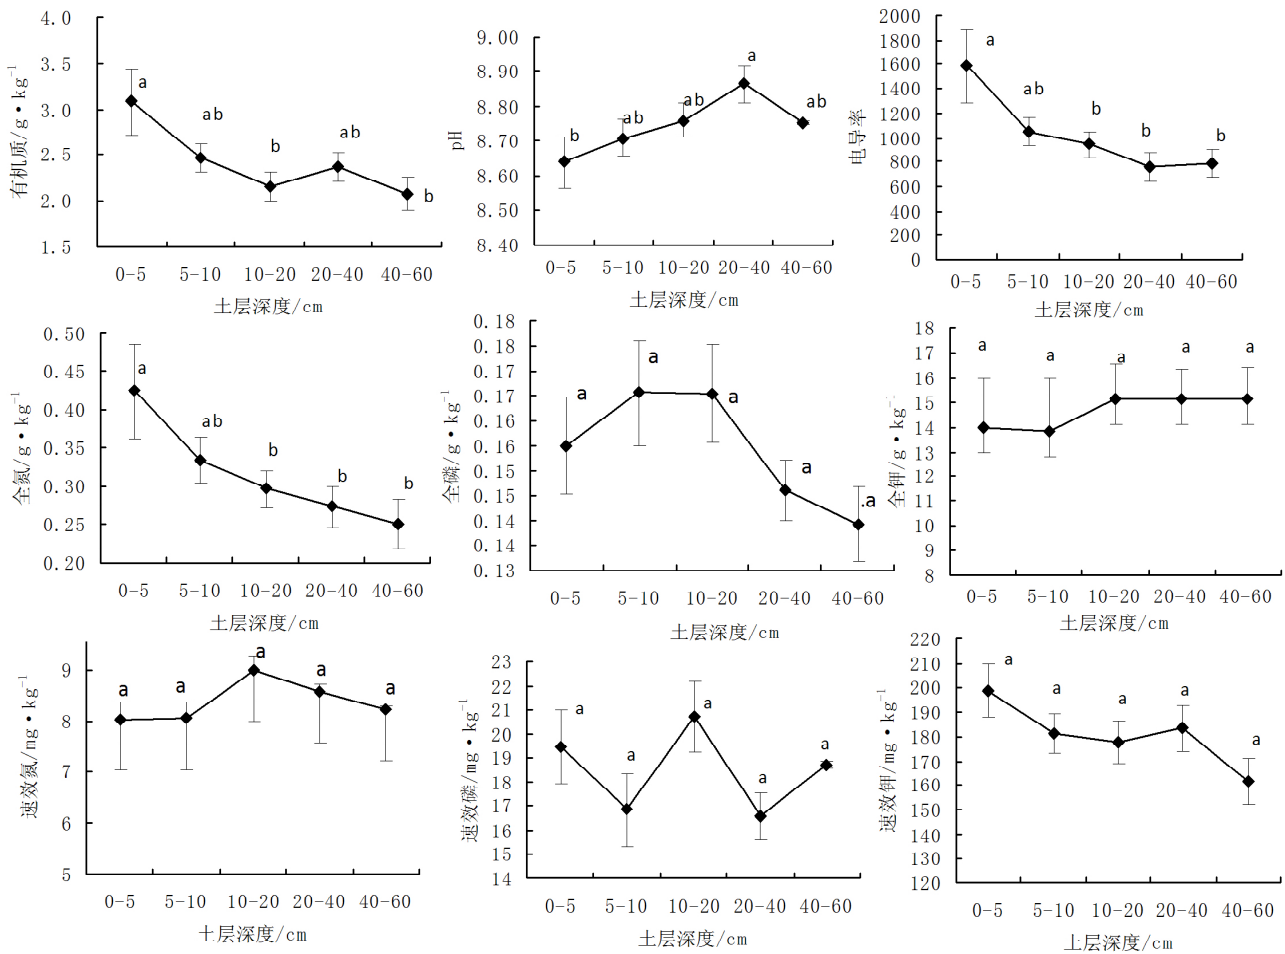 有机质/g·kg⁻¹
4.0
3.5
3.0
2.5
2.0
1.5
a
ab
b
ab
b
0-5 5-10 10-20 20-40 40-60
土层深度/cm
pH
9.00
8.90
8.80
8.70
8.60
8.50
8.40
b
ab
ab
a
ab
0-5 5-10 10-20 20-40 40-60
土层深度/cm
电导率
2000
1800
1600
1400
1200
1000
800
600
400
200
0
a
ab
b
b
b
0-5 5-10 10-20 20-40 40-60
土层深度/cm
全氮/g·kg⁻¹
0.50
0.45
0.40
0.35
0.30
0.25
0.20
a
ab
b
b
b
0-5 5-10 10-20 20-40 40-60
土层深度/cm
全磷/g·kg⁻¹
0.18
0.18
0.17
0.17
0.16
0.16
0.15
0.15
0.14
0.14
0.13
a
a
a
a
.a
0-5 5-10 10-20 20-40 40-60
土层深度/cm
全钾/g·kg⁻¹
18
17
16
15
14
13
12
11
10
9
8
a
a
a
a
a
0-5 5-10 10-20 20-40 40-60
土层深度/cm
速效氮/mg·kg⁻¹
9
8
7
6
5
a
a
a
a
a
0-5 5-10 10-20 20-40 40-60
土层深度/cm
速效磷/mg·kg⁻¹
23
22
21
20
19
18
17
16
15
14
a
a
a
a
a
0-5 5-10 10-20 20-40 40-60
土层深度/cm
速效钾/mg·kg⁻¹
220
210
200
190
180
170
160
150
140
130
120
a
a
a
a
a
0-5 5-10 10-20 20-40 40-60
土层深度/cm